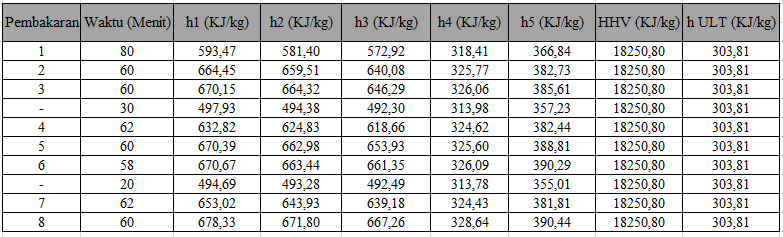 Pembakaran Waktu (Menit) h1 (KJ/kg) h2 (KJ/kg) h3 (KJ/kg) h4 (KJ/kg) h5 (KJ/kg) HHV (KJ/kg) h ULT (KJ/kg)
1 80 593,47 581,40 572,92 318,41 366,84 18250,80 303,81
2 60 664,45 659,51 640,08 325,77 382,73 18250,80 303,81
3 60 670,15 664,32 646,29 326,06 385,61 18250,80 303,81
- 30 497,93 494,38 492,30 313,98 357,23 18250,80 303,81
4 62 632,82 624,83 618,66 324,62 382,44 18250,80 303,81
5 60 670,39 662,98 653,93 325,60 388,81 18250,80 303,81
6 58 670,67 663,44 661,35 326,09 390,29 18250,80 303,81
- 20 494,69 493,28 492,49 313,78 355,01 18250,80 303,81
7 62 653,02 643,93 639,18 324,43 381,81 18250,80 303,81
8 60 678,33 671,80 667,26 328,64 390,44 18250,80 303,81